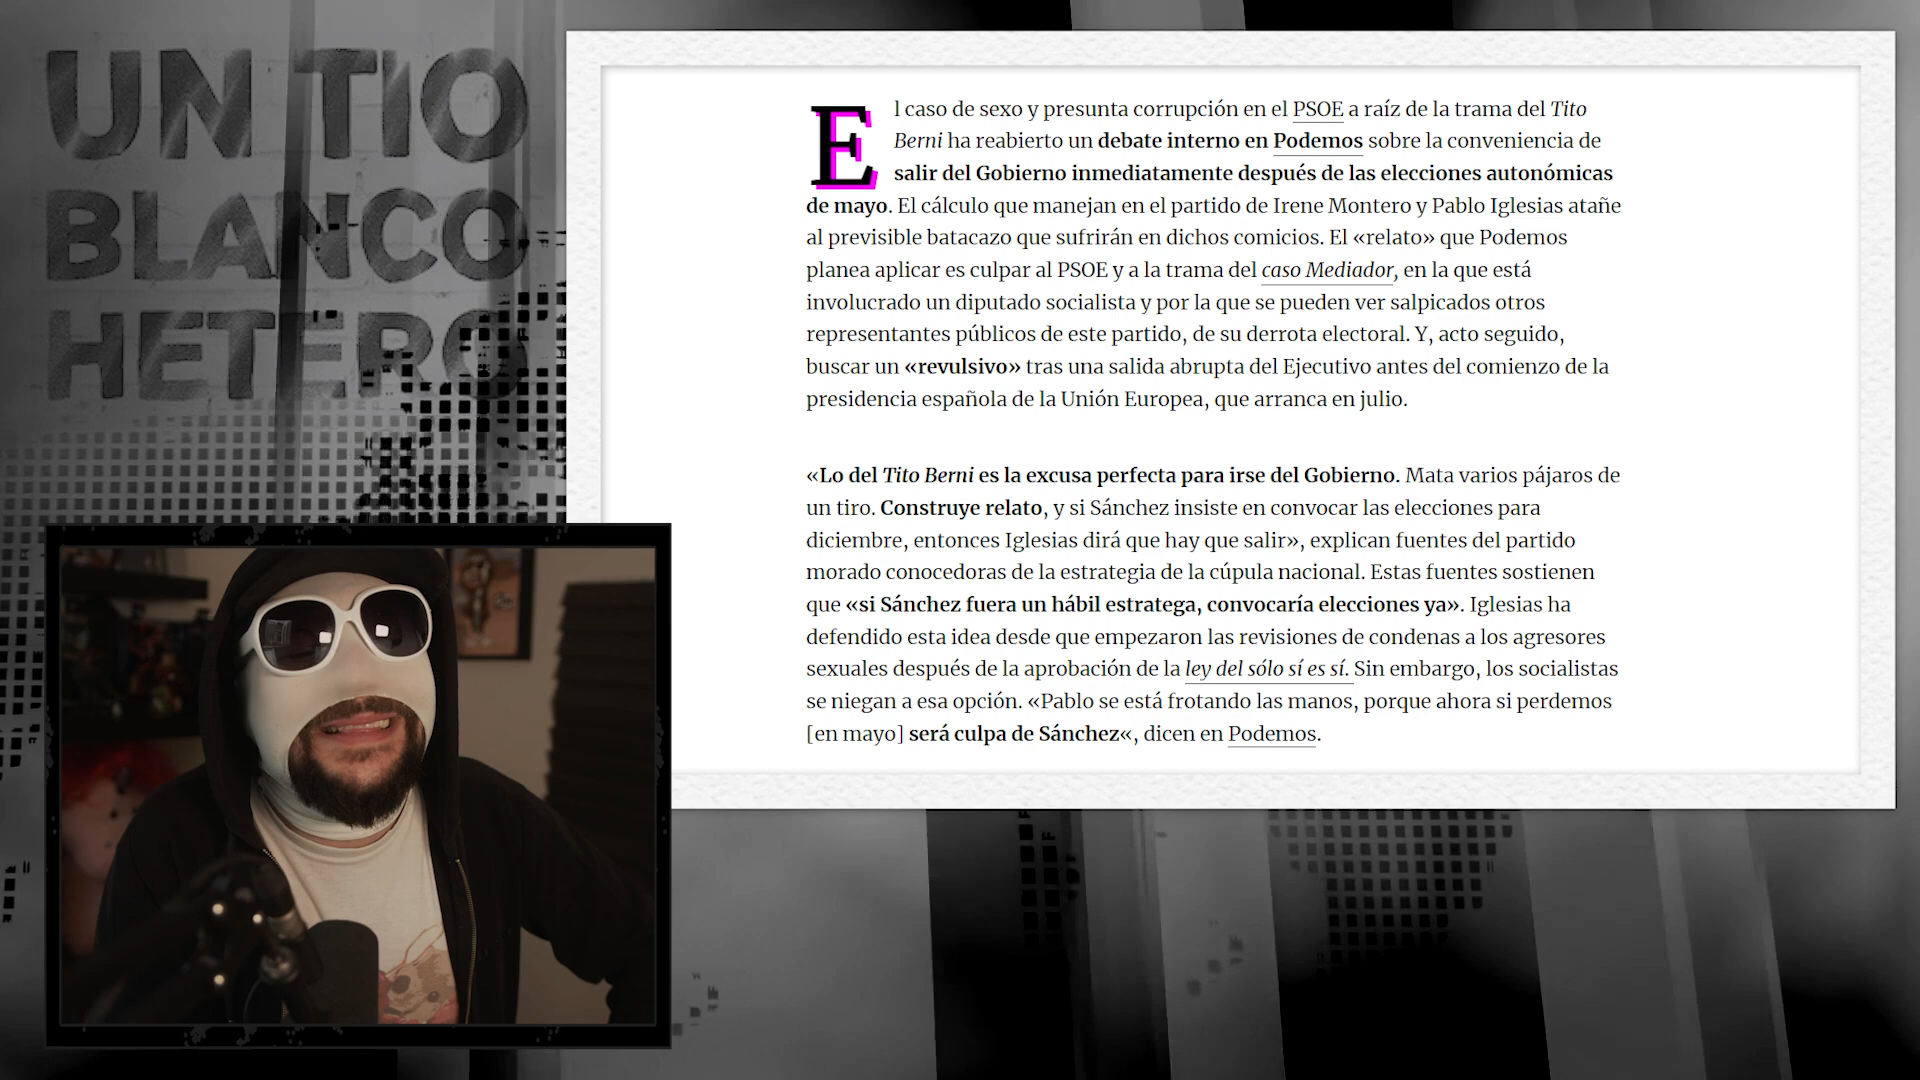 UN TIO
BLANCO
HETERO
El caso de sexo y presunta corrupción en el PSOE a raíz de la trama del Tito
Berni ha reabierto un debate interno en Podemos sobre la conveniencia de
salir del Gobierno inmediatamente después de las elecciones autonómicas
de mayo. El cálculo que manejan en el partido de Irene Montero y Pablo Iglesias atañe
al previsible batacazo que sufrirán en dichos comicios. El «relato» que Podemos
planea aplicar es culpar al PSOE y a la trama del caso Mediador, en la que está
involucrado un diputado socialista y por la que se pueden ver salpicados otros
representantes públicos de este partido, de su derrota electoral. Y, acto seguido,
buscar un «revulsivo» tras una salida abrupta del Ejecutivo antes del comienzo de la
presidencia española de la Unión Europea, que arranca en julio.
«Lo del Tito Berni es la excusa perfecta para irse del Gobierno. Mata varios pájaros de
un tiro. Construye relato, y si Sánchez insiste en convocar las elecciones para
diciembre, entonces Iglesias dirá que hay que salir», explican fuentes del partido
morado conocedoras de la estrategia de la cúpula nacional. Estas fuentes sostienen
que «si Sánchez fuera un hábil estratega, convocaría elecciones ya». Iglesias ha
defendido esta idea desde que empezaron las revisiones de condenas a los agresores
sexuales después de la aprobación de la ley del sólo sí es sí. Sin embargo, los socialistas
se niegan a esa opción. «Pablo se está frotando las manos, porque ahora si perdemos
[en mayo] será culpa de Sánchez«, dicen en Podemos.